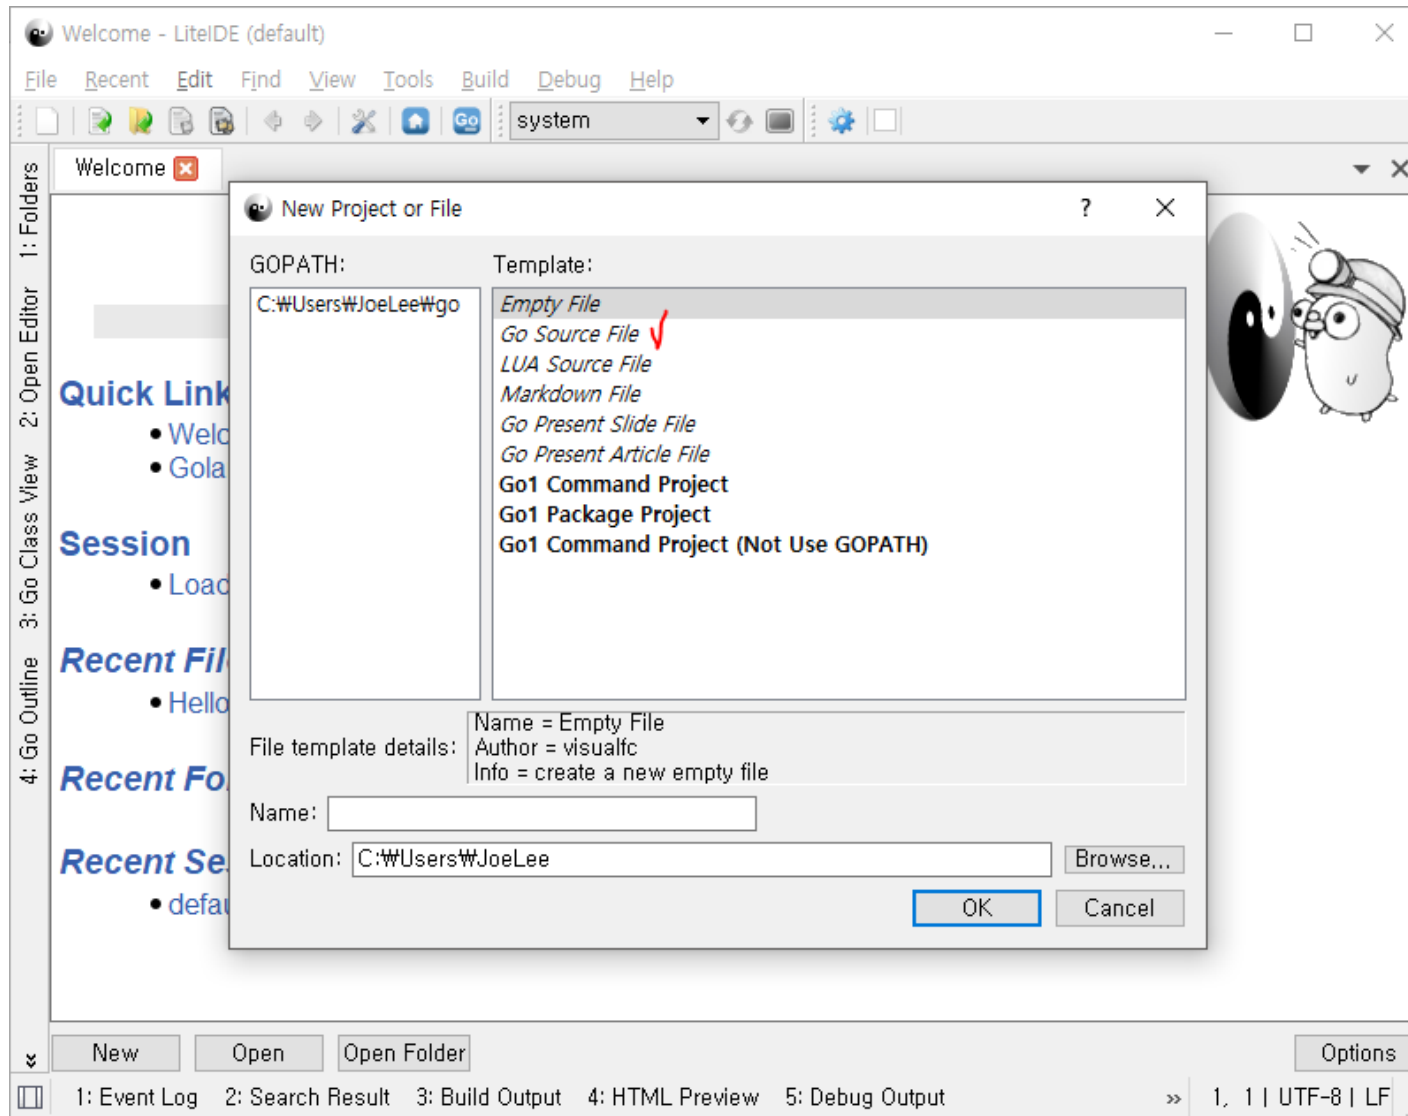 Welcome - LiteIDE (default)
File Recent Edit Find View Tools Build Debug Help
Go system
Welcome
1: Folders
2: Open Editor
3: Go Class View
4: Go Outline
New Project or File
?
GOPATH:
C:₩Users₩JoeLee₩go
Template:
Empty File
Go Source File
LUA Source File
Markdown File
Go Present Slide File
Go Present Article File
Go1 Command Project
Go1 Package Project
Go1 Command Project (Not Use GOPATH)
File template details:
Name = Empty File
Author = visualfc
Info = create a new empty file
Name:
Location: C:₩Users₩JoeLee Browse...
OK Cancel
Quick Link
Welc
Gola
Session
Load
Recent Fil
Hello
Recent Fo
Recent Se
defau
New Open Open Folder Options
1: Event Log 2: Search Result 3: Build Output 4: HTML Preview 5: Debug Output » 1, 1 | UTF-8 | LF